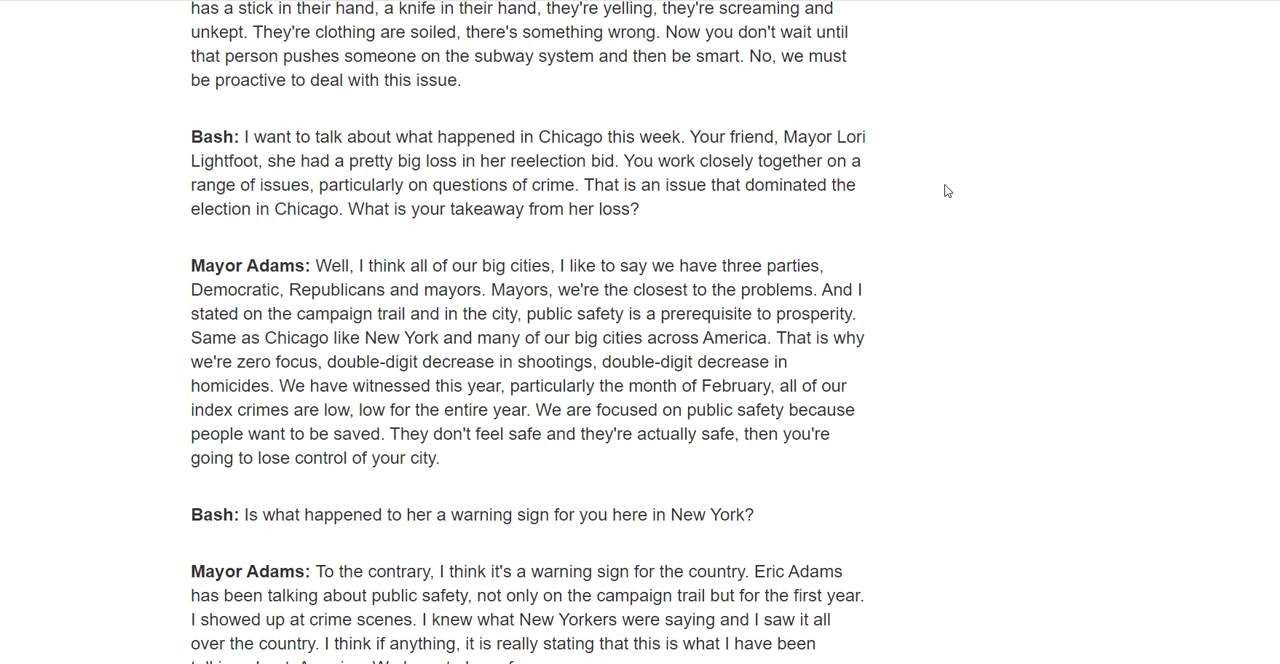 has a stick in their hand, a knife in their hand, they're yelling, they're screaming and
unkept. They're clothing are soiled, there's something wrong. Now you don't wait until
that person pushes someone on the subway system and then be smart. No, we must
be proactive to deal with this issue.
Bash: I want to talk about what happened in Chicago this week. Your friend, Mayor Lori
Lightfoot, she had a pretty big loss in her reelection bid. You work closely together on a
range of issues, particularly on questions of crime. That is an issue that dominated the
election in Chicago. What is your takeaway from her loss?
Mayor Adams: Well, I think all of our big cities, I like to say we have three parties,
Democratic, Republicans and mayors. Mayors, we're the closest to the problems. And I
stated on the campaign trail and in the city, public safety is a prerequisite to prosperity.
Same as Chicago like New York and many of our big cities across America. That is why
we're zero focus, double-digit decrease in shootings, double-digit decrease in
homicides. We have witnessed this year, particularly the month of February, all of our
index crimes are low, low for the entire year. We are focused on public safety because
people want to be saved. They don't feel safe and they're actually safe, then you're
going to lose control of your city.
Bash: Is what happened to her a warning sign for you here in New York?
Mayor Adams: To the contrary, I think it's a warning sign for the country. Eric Adams
has been talking about public safety, not only on the campaign trail but for the first year.
I showed up at crime scenes. I knew what New Yorkers were saying and I saw it all
over the country. I think if anything, it is really stating that this is what I have been